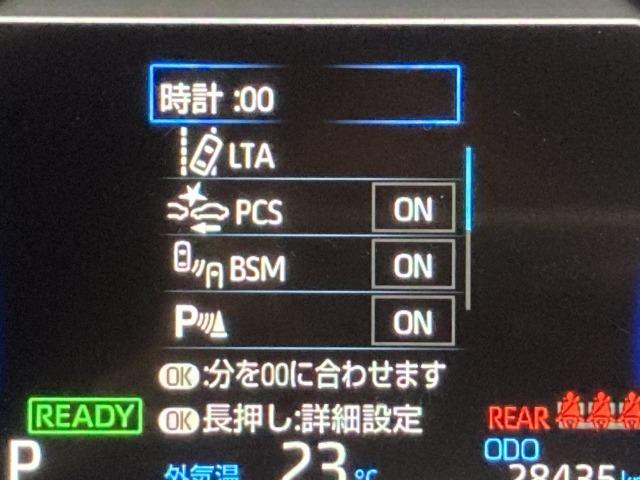 時計 :00
LTA
PCS ON
BSM ON
P ON
OK:分を00に合わせます
READY OK長押し:詳細設定 REAR
P 外気温 23℃ ODO
28435km